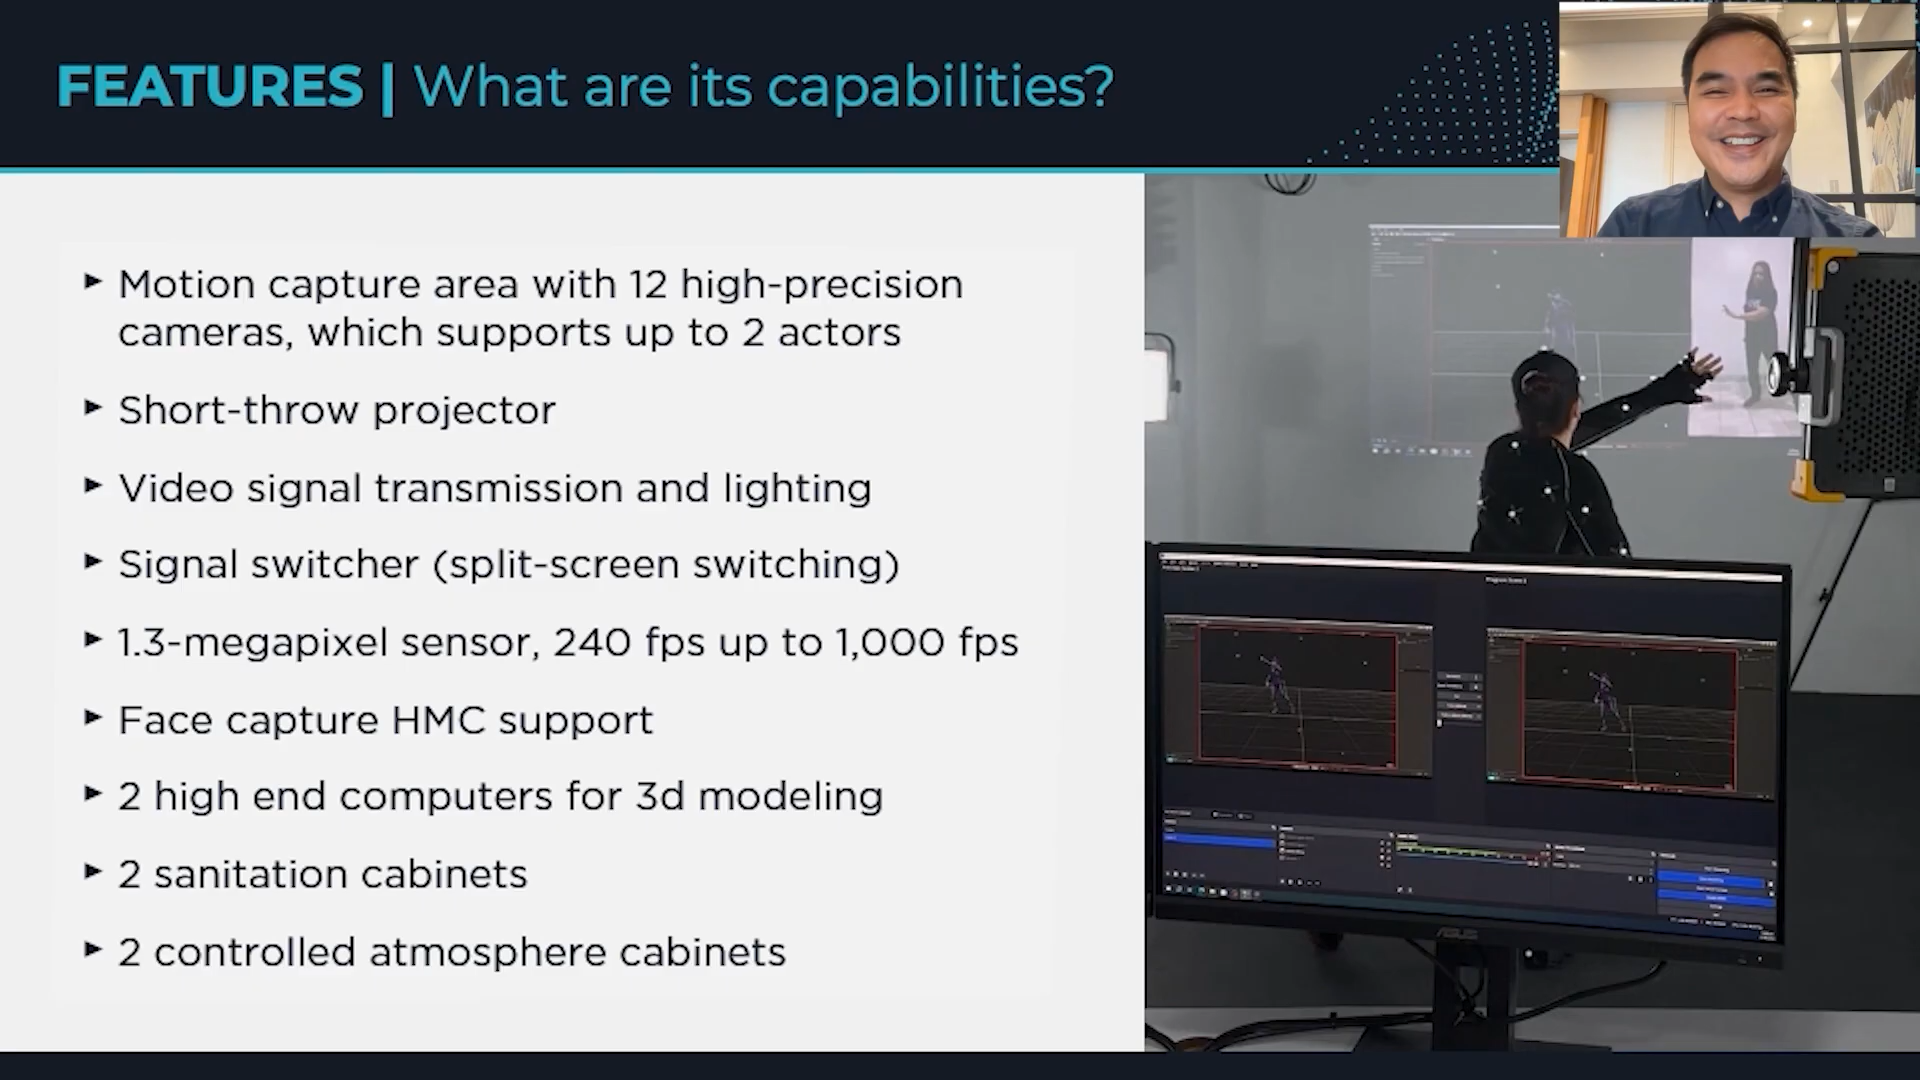 FEATURES | What are its capabilities?
Motion capture area with 12 high-precision
cameras, which supports up to 2 actors
Short-throw projector
Video signal transmission and lighting
Signal switcher (split-screen switching)
1.3-megapixel sensor, 240 fps up to 1,000 fps
Face capture HMC support
2 high end computers for 3d modeling
2 sanitation cabinets
2 controlled atmosphere cabinets
ASUS